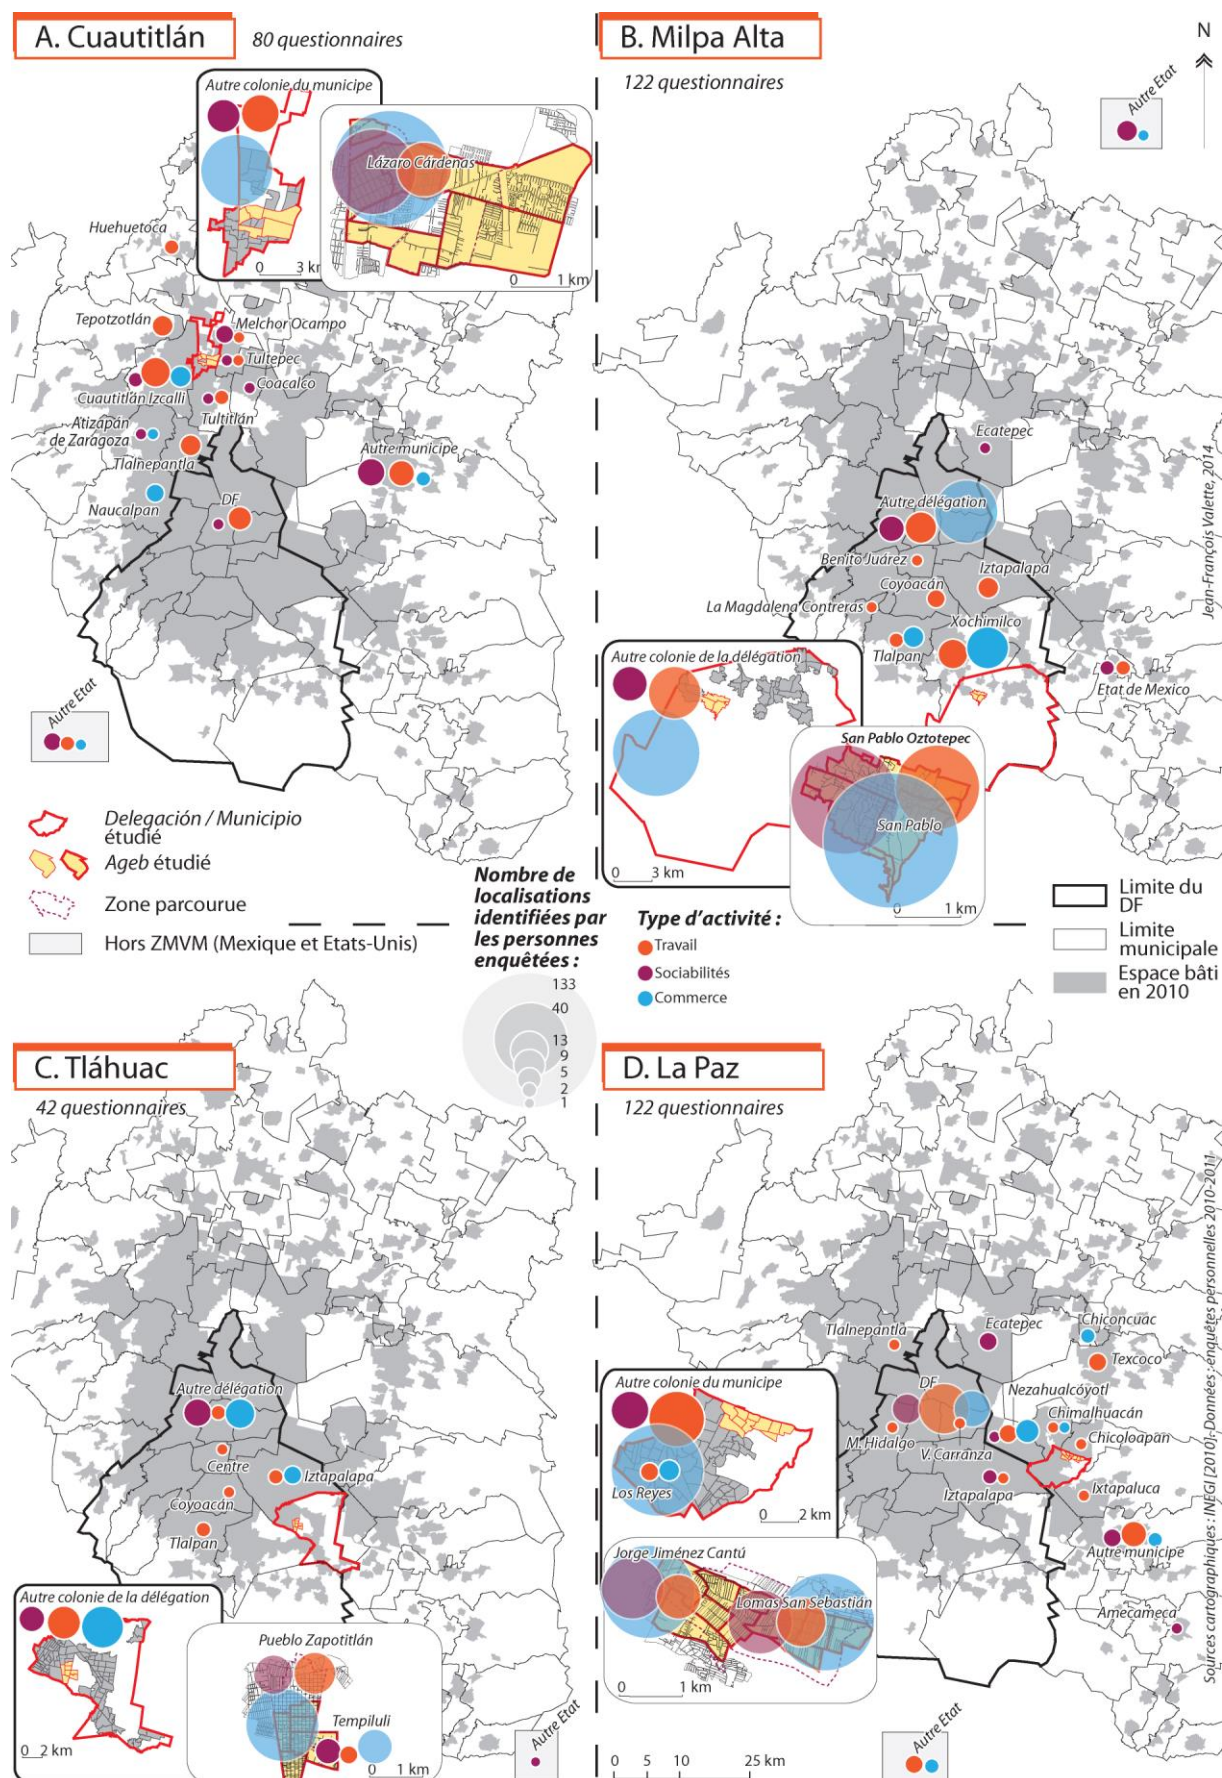 A. Cuautitlán
80 questionnaires
Autre colonie du municipe
0 3 km
Lázaro Cárdenas
0 1 km
Huehuetoca
Tepotzotlán
Melchor Ocampo
Tultepec
Coacalco
Cuautitlán Izcalli
Tultitlán
Atizapán
de Zaragoza
Tlalnepantla
Autre municipe
Naucalpan
DF
Autre Etat
Delegación / Municipio
étudié
Ageb étudié
Zone parcourue
Hors ZMVM (Mexique et Etats-Unis)
B. Milpa Alta
122 questionnaires
N
Autre Etat
Ecatepec
Autre délégation
Benito Juárez
Iztapalapa
Coyoacán
La Magdalena Contreras
Xochimilco
Tlalpan
Etat de Mexico
Autre colonie de la délégation
0 3 km
San Pablo Oztotepec
San Pablo
0 1 km
Jean-François Valette, 2014
Nombre de
localisations
identifiées par
les personnes
enquêtées :
133
40
13
9
5
2
1
Type d'activité :
Travail
Sociabilités
Commerce
Limite du
DF
Limite
municipale
Espace bâti
en 2010
C. Tláhuac
42 questionnaires
Autre délégation
Centre
Iztapalapa
Coyoacán
Tlalpan
Autre colonie de la délégation
0 2 km
Pueblo Zapotitlán
Tempiluli
0 1 km
Autre Etat
D. La Paz
122 questionnaires
Tlalnepantla
Ecatepec
Chiconcuac
Texcoco
DF
Nezahualcóyotl
Chimalhuacán
Chicoloapan
M. Hidalgo
V. Carranza
Iztapalapa
Ixtapaluca
Autre municipe
Amecameca
Autre colonie du municipe
Los Reyes
0 2 km
Jorge Jiménez Cantú
Lomas San Sebastián
0 1 km
Autre Etat
0 5 10 25 km
Sources cartographiques : INEGI [2010]; Données : enquêtes personnelles 2010-2011